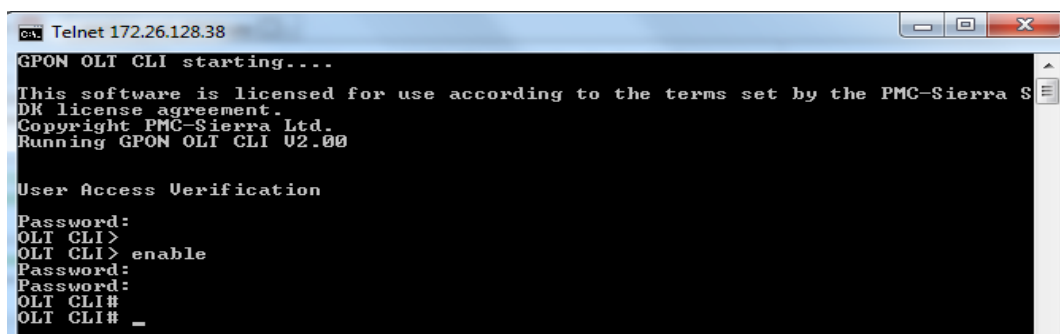 Telnet 172.26.128.38
GPON OLT CLI starting....
This software is licensed for use according to the terms set by the PMC-Sierra S
DK license agreement.
Copyright PMC-Sierra Ltd.
Running GPON OLT CLI V2.00
User Access Verification
Password:
OLT CLI>
OLT CLI> enable
Password:
Password:
OLT CLI#
OLT CLI# _